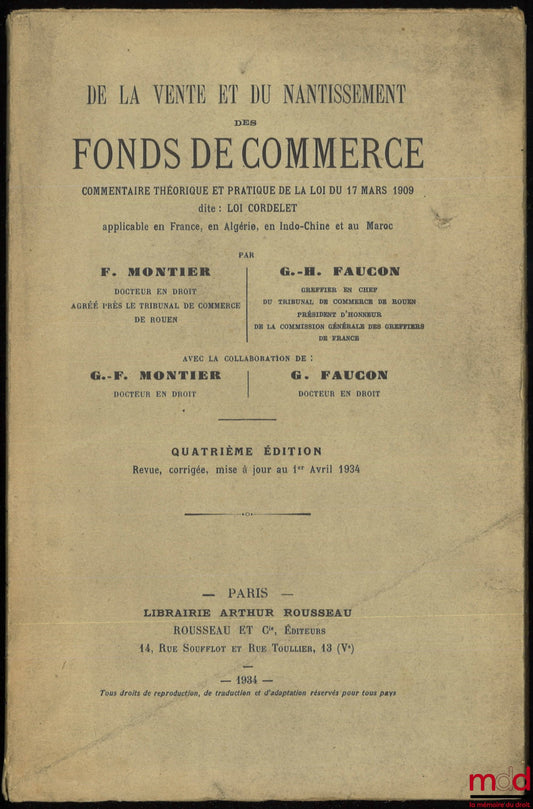 DE LA VENTE ET DU NANTISSEMENT
DES
FONDS DE COMMERCE
COMMENTAIRE THÉORIQUE ET PRATIQUE DE LA LOI DU 17 MARS 1909
dite : LOI CORDELET
applicable en France, en Algérie, en Indo-Chine et au Maroc
PAR
F. MONTIER
DOCTEUR EN DROIT
AGRÉÉ PRÈS LE TRIBUNAL DE COMMERCE
DE ROUEN
G.-H. FAUCON
GREFFIER EN CHEF
DU TRIBUNAL DE COMMERCE DE ROUEN
PRÉSIDENT D'HONNEUR
DE LA COMMISSION GÉNÉRALE DES GREFFIERS
DE FRANCE
AVEC LA COLLABORATION DE :
G.-F. MONTIER
DOCTEUR EN DROIT
G. FAUCON
DOCTEUR EN DROIT
QUATRIÈME ÉDITION
Revue, corrigée, mise à jour au 1er Avril 1934
— PARIS —
LIBRAIRIE ARTHUR ROUSSEAU
ROUSSEAU ET Cie, ÉDITEURS
14, RUE SOUFFLOT ET RUE TOULLIER, 13 (Ve)
— 1934 —
Tous droits de reproduction, de traduction et d'adaptation réservés pour tous pays
mdd
la mémoire du droit